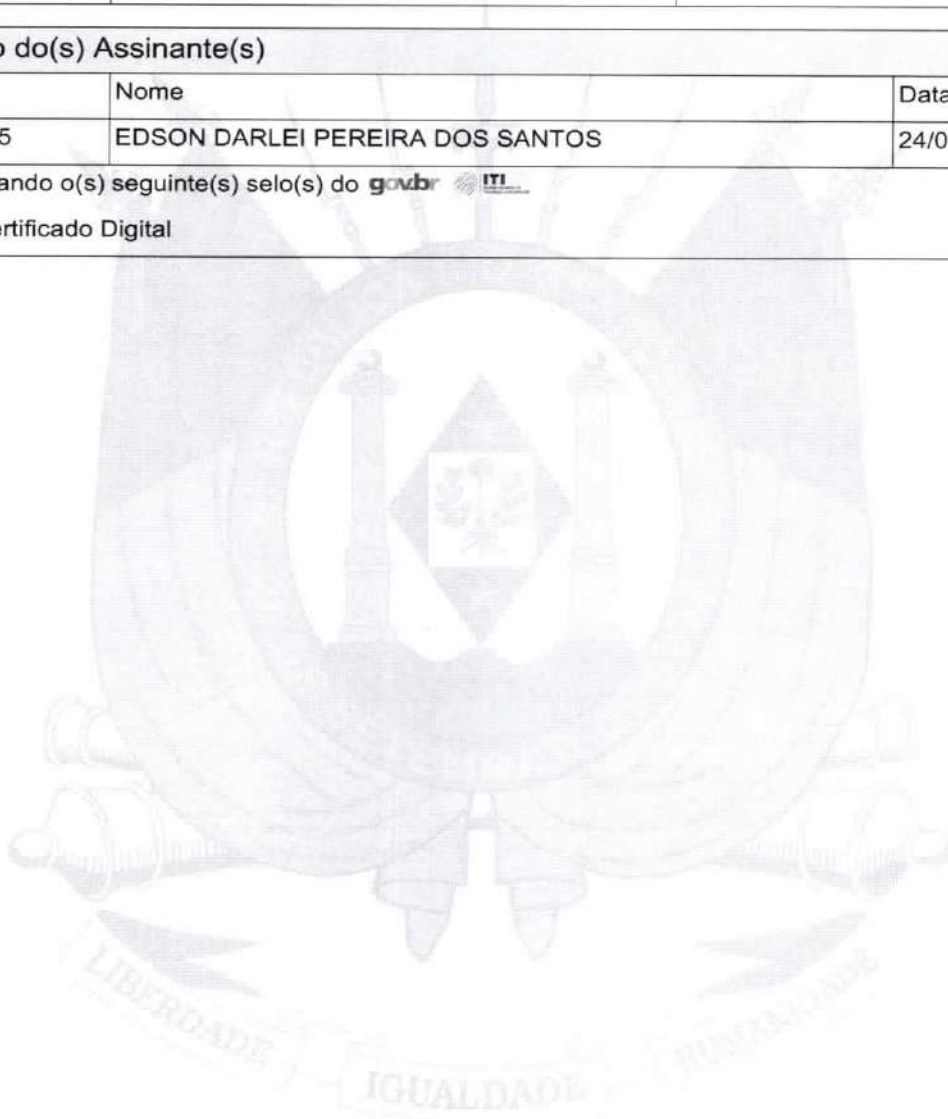 o do(s) Assinante(s)
Nome Data
5 EDSON DARLEI PEREIRA DOS SANTOS 24/0
ando o(s) seguinte(s) selo(s) do gov.br ITI
ertificado Digital
LIBERDADE
IGUALDADE
HUMANIDADE